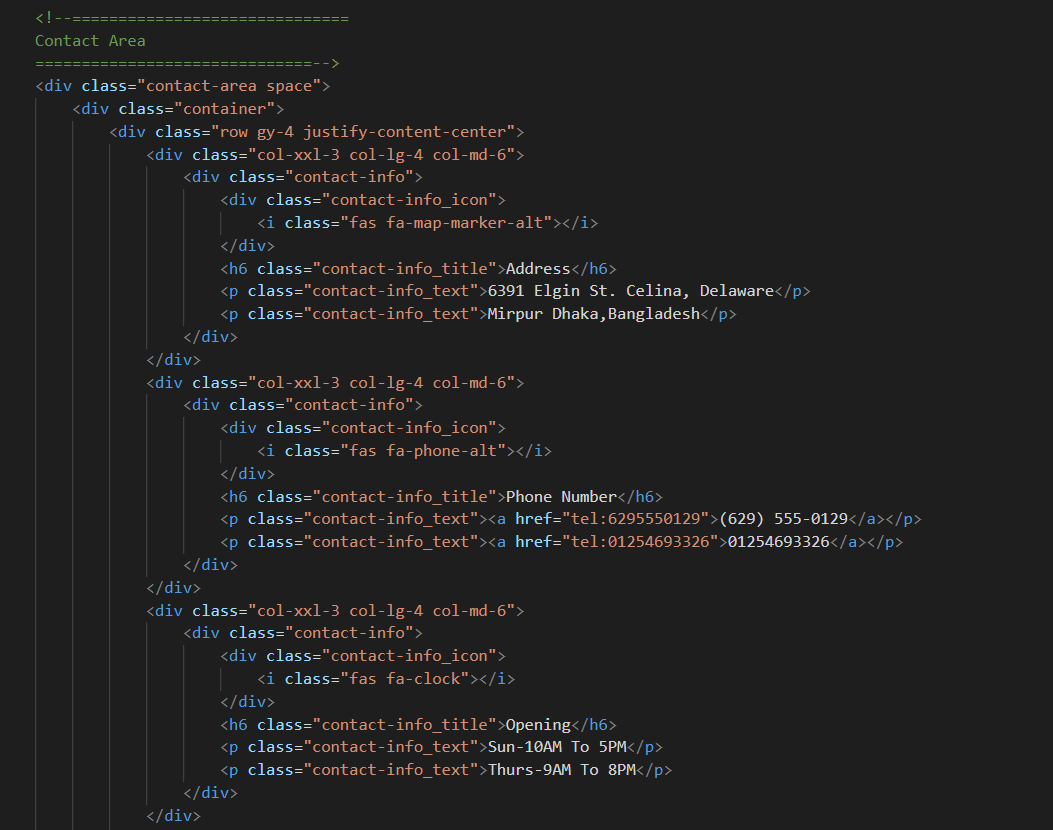 <!--==============================
Contact Area
==============================-->
<div class="contact-area space">
<div class="container">
<div class="row gy-4 justify-content-center">
<div class="col-xxl-3 col-lg-4 col-md-6">
<div class="contact-info">
<div class="contact-info_icon">
<i class="fas fa-map-marker-alt"></i>
</div>
<h6 class="contact-info_title">Address</h6>
<p class="contact-info_text">6391 Elgin St. Celina, Delaware</p>
<p class="contact-info_text">Mirpur Dhaka,Bangladesh</p>
</div>
</div>
<div class="col-xxl-3 col-lg-4 col-md-6">
<div class="contact-info">
<div class="contact-info_icon">
<i class="fas fa-phone-alt"></i>
</div>
<h6 class="contact-info_title">Phone Number</h6>
<p class="contact-info_text"><a href="tel:6295550129">(629) 555-0129</a></p>
<p class="contact-info_text"><a href="tel:01254693326">01254693326</a></p>
</div>
</div>
<div class="col-xxl-3 col-lg-4 col-md-6">
<div class="contact-info">
<div class="contact-info_icon">
<i class="fas fa-clock"></i>
</div>
<h6 class="contact-info_title">Opening</h6>
<p class="contact-info_text">Sun-10AM To 5PM</p>
<p class="contact-info_text">Thurs-9AM To 8PM</p>
</div>
</div>